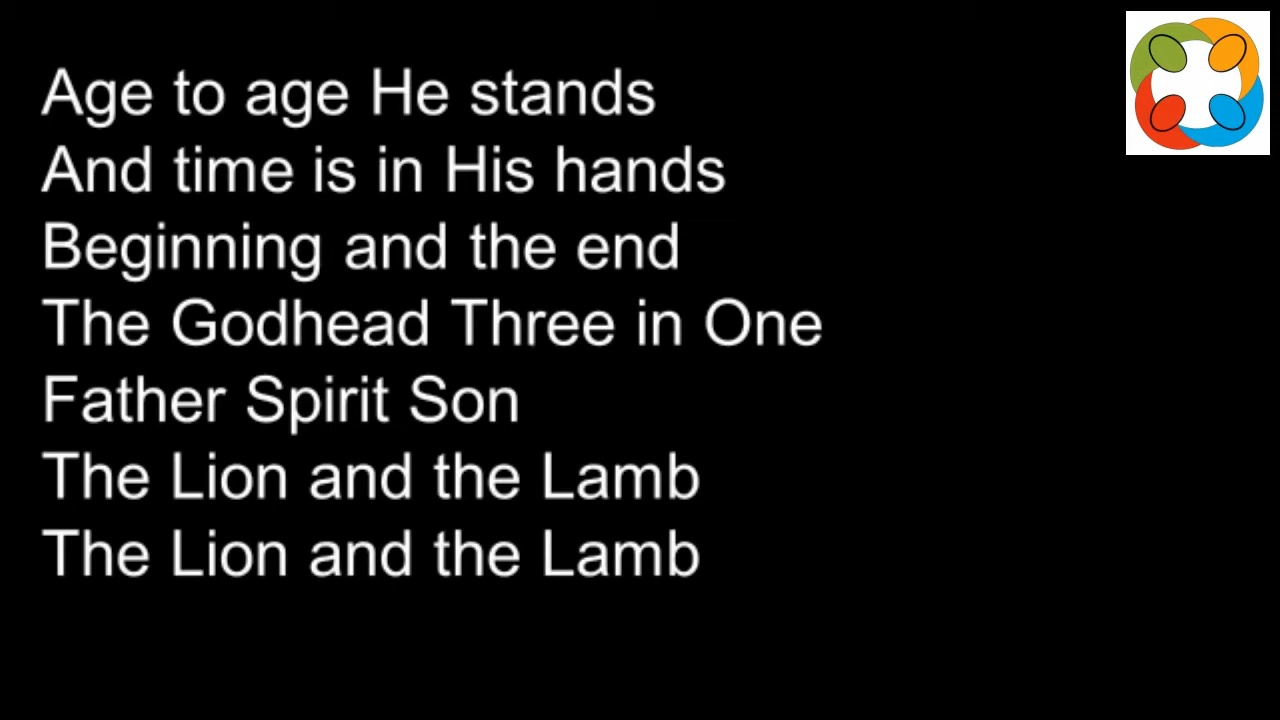 Age to age He stands
And time is in His hands
Beginning and the end
The Godhead Three in One
Father Spirit Son
The Lion and the Lamb
The Lion and the Lamb